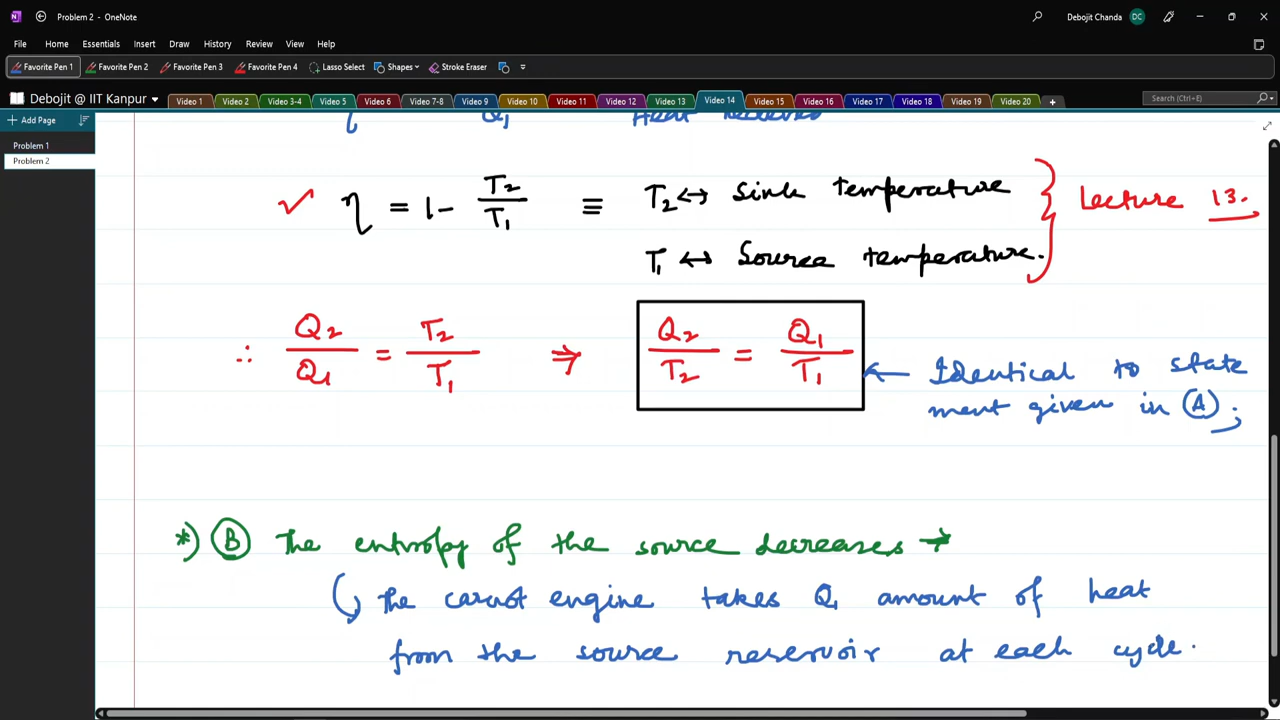 Problem 2 - OneNote
Debojit Chanda DC
File Home Essentials Insert Draw History Review View Help
Favorite Pen 1 Favorite Pen 2 Favorite Pen 3 Favorite Pen 4 Lasso Select Shapes Stroke Eraser
Debojit @ IIT Kanpur Video 1 Video 2 Video 3-4 Video 5 Video 6 Video 7-8 Video 9 Video 10 Video 11 Video 12 Video 13 Video 14 Video 15 Video 16 Video 17 Video 18 Video 19 Video 20 + Search (Ctrl+E)
+ Add Page
Problem 1
Problem 2
η Q₁ Heat received
✓ η = 1 - T₂/T₁ ≡ T₂ ↔ Sink temperature
T₁ ↔ Source temperature.
} Lecture 13.
∴ Q₂/Q₁ = T₂/T₁ ⇒ Q₂/T₂ = Q₁/T₁ ← Identical to state
ment given in (A);
*) (B) The entrolpy of the source decreases →
The carnot engine takes Q₁ amount of heat
from the source reservoir at each cycle.